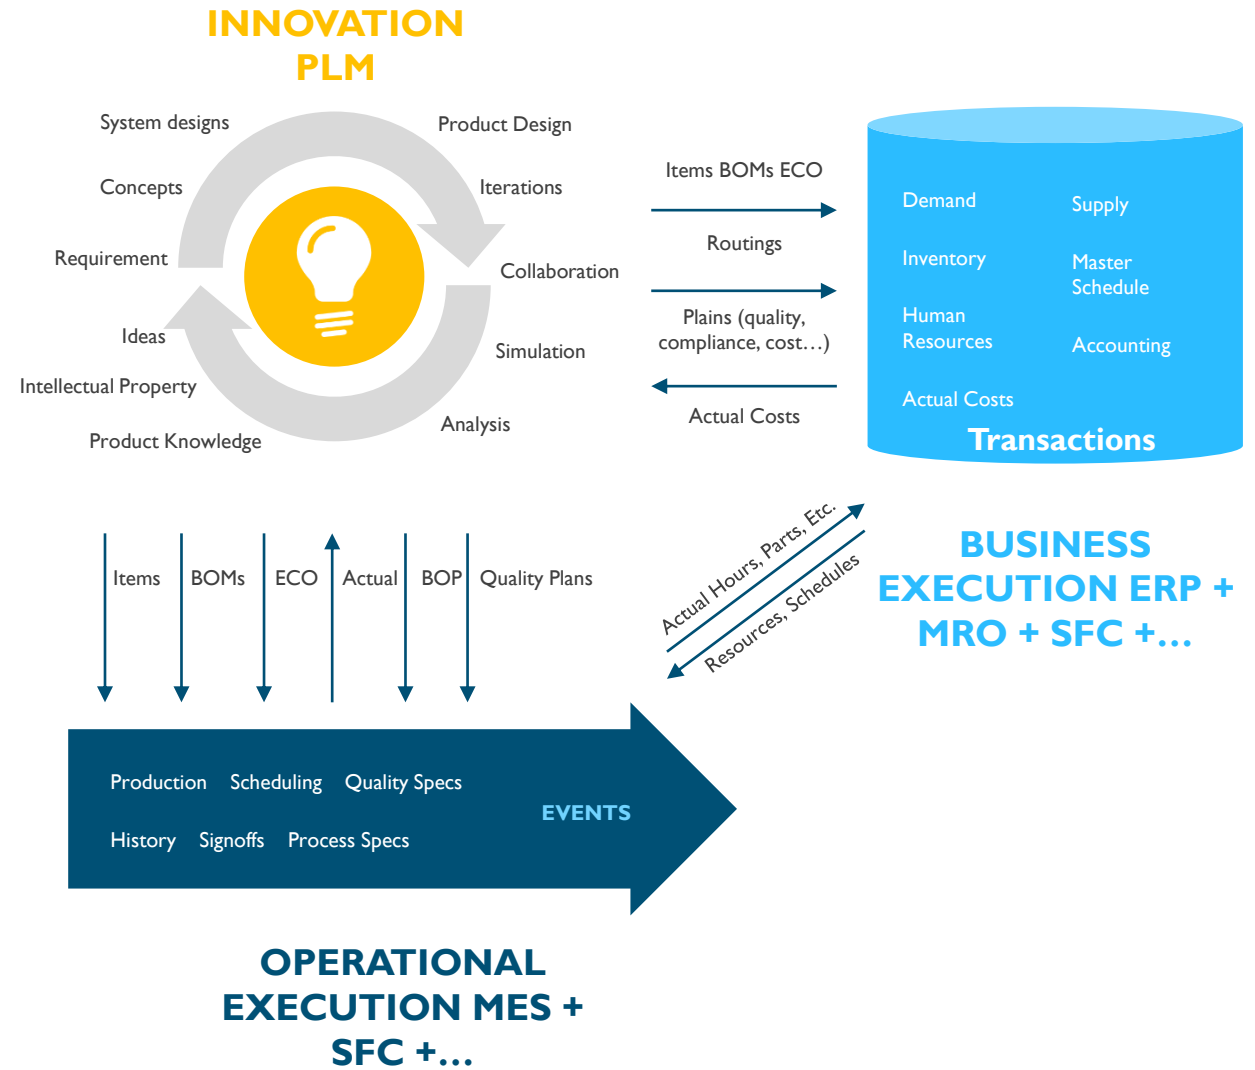 INNOVATION
PLM
System designs
Product Design
Concepts
Iterations
Requirement
Collaboration
Ideas
Simulation
Intellectual Property
Analysis
Product Knowledge
Items BOMs ECO
Routings
Plains (quality,
compliance, cost...)
Actual Costs
Demand
Supply
Inventory
Master
Schedule
Human
Resources
Accounting
Actual Costs
Transactions
Items
BOMs
ECO
Actual
BOP
Quality Plans
Actual Hours, Parts, Etc.
Resources, Schedules
BUSINESS
EXECUTION ERP +
MRO + SFC +...
Production Scheduling Quality Specs
EVENTS
History Signoffs Process Specs
OPERATIONAL
EXECUTION MES +
SFC +...